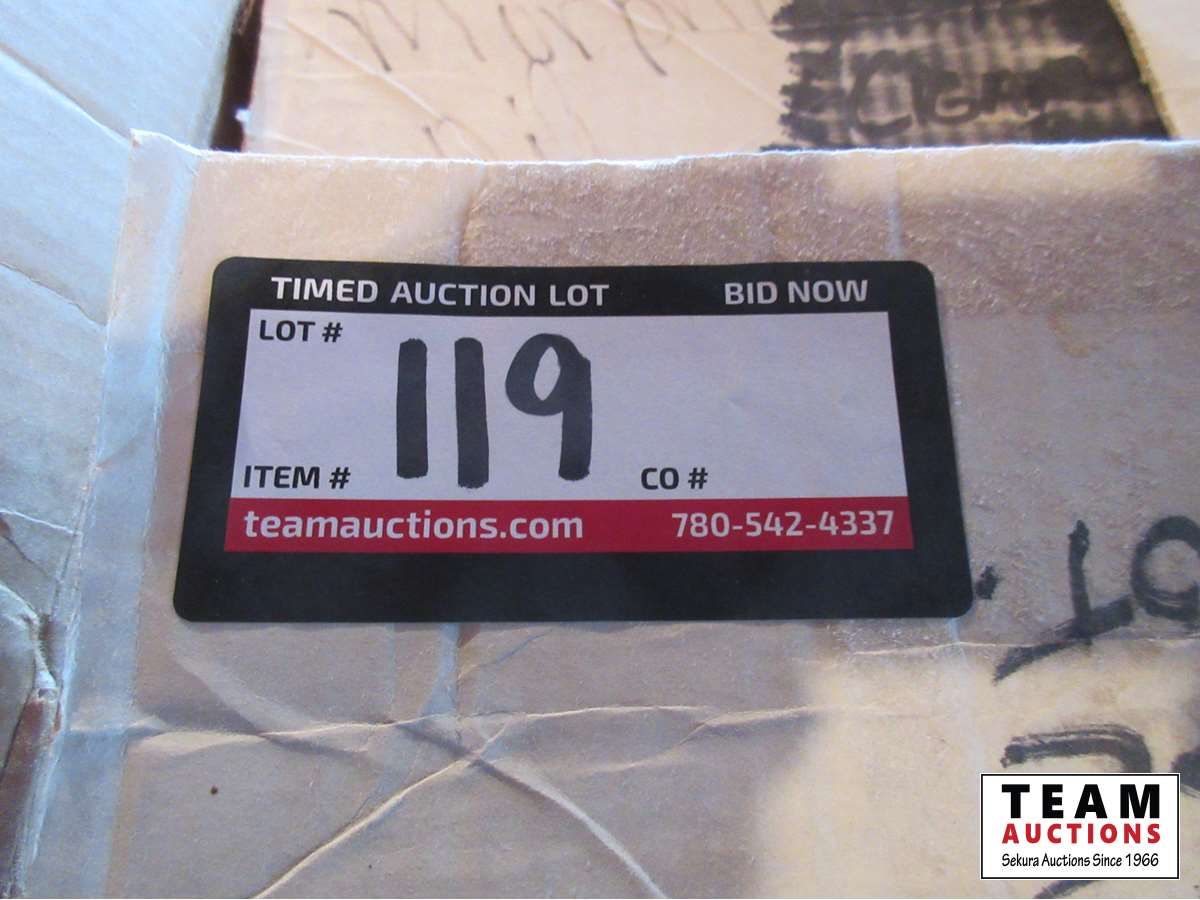 TIMED AUCTION LOT BID NOW
LOT #
119
ITEM # CO #
teamauctions.com 780-542-4337
TEAM
AUCTIONS
Sekura Auctions Since 1966